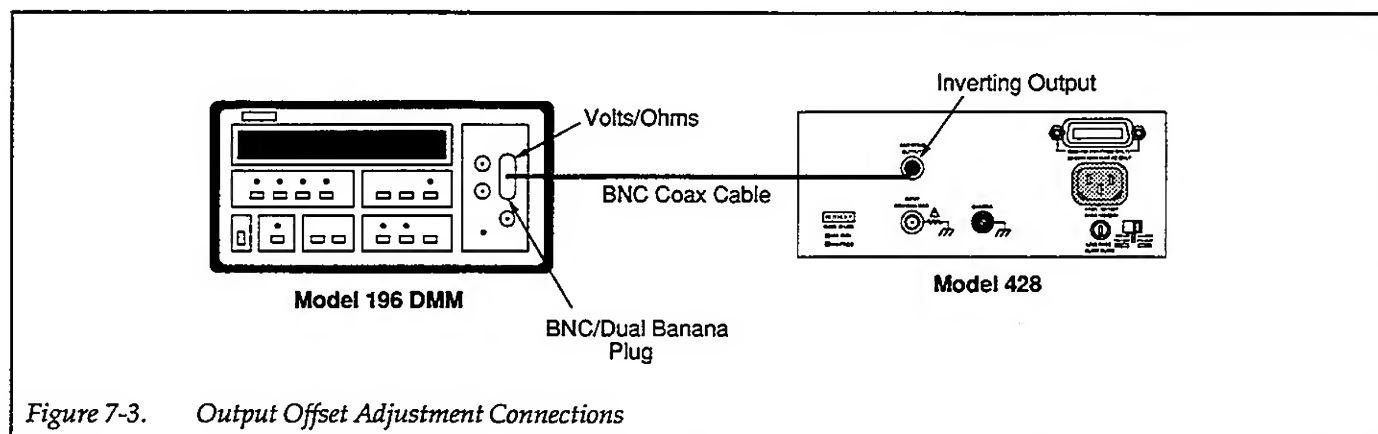 Inverting Output
Volts/Ohms
BNC Coax Cable
Model 196 DMM
Model 428
BNC/Dual Banana
Plug
Figure 7-3. Output Offset Adjustment Connections